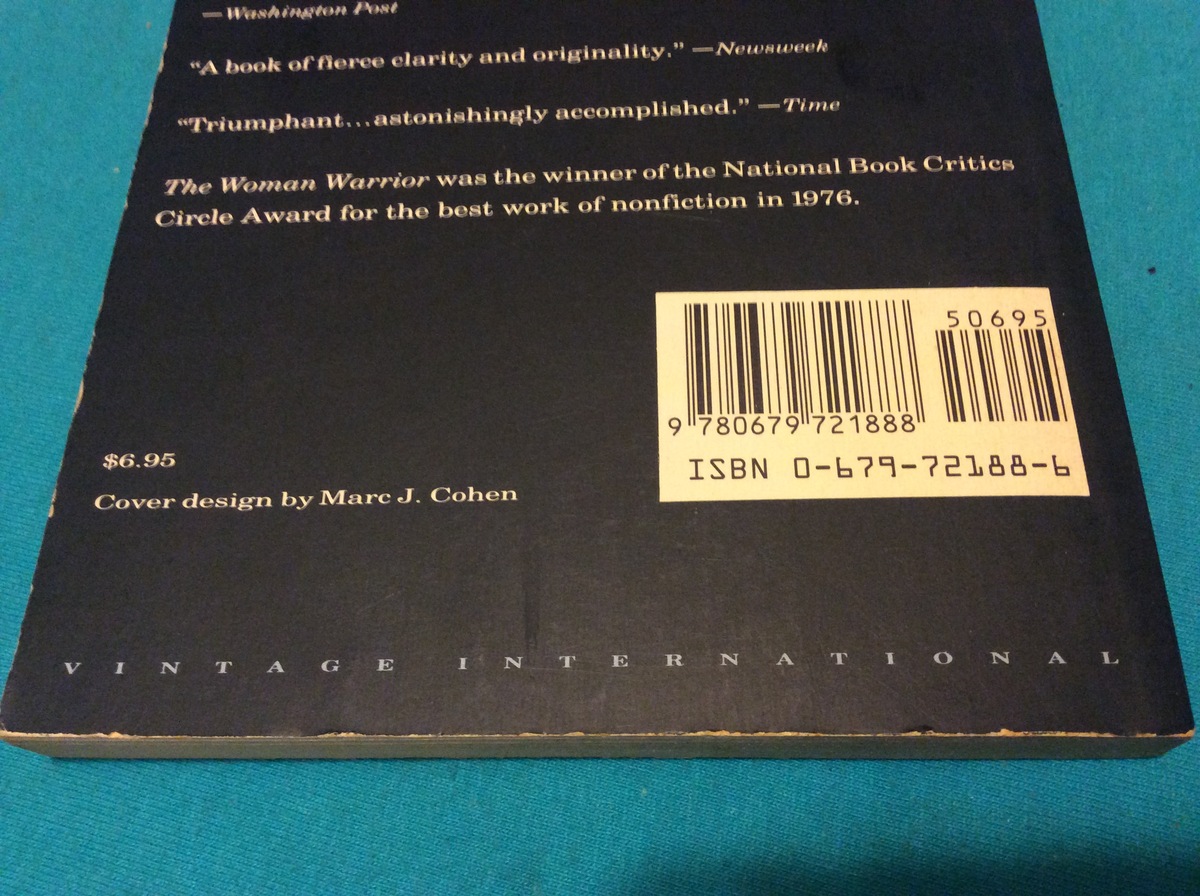 —Washington Post
“A book of fierce clarity and originality.” —Newsweek
“Triumphant...astonishingly accomplished.” —Time
The Woman Warrior was the winner of the National Book Critics
Circle Award for the best work of nonfiction in 1976.
50695
9 780679 721888
ISBN 0-679-72188-6
$6.95
Cover design by Marc J. Cohen
VINTAGE INTERNATIONAL